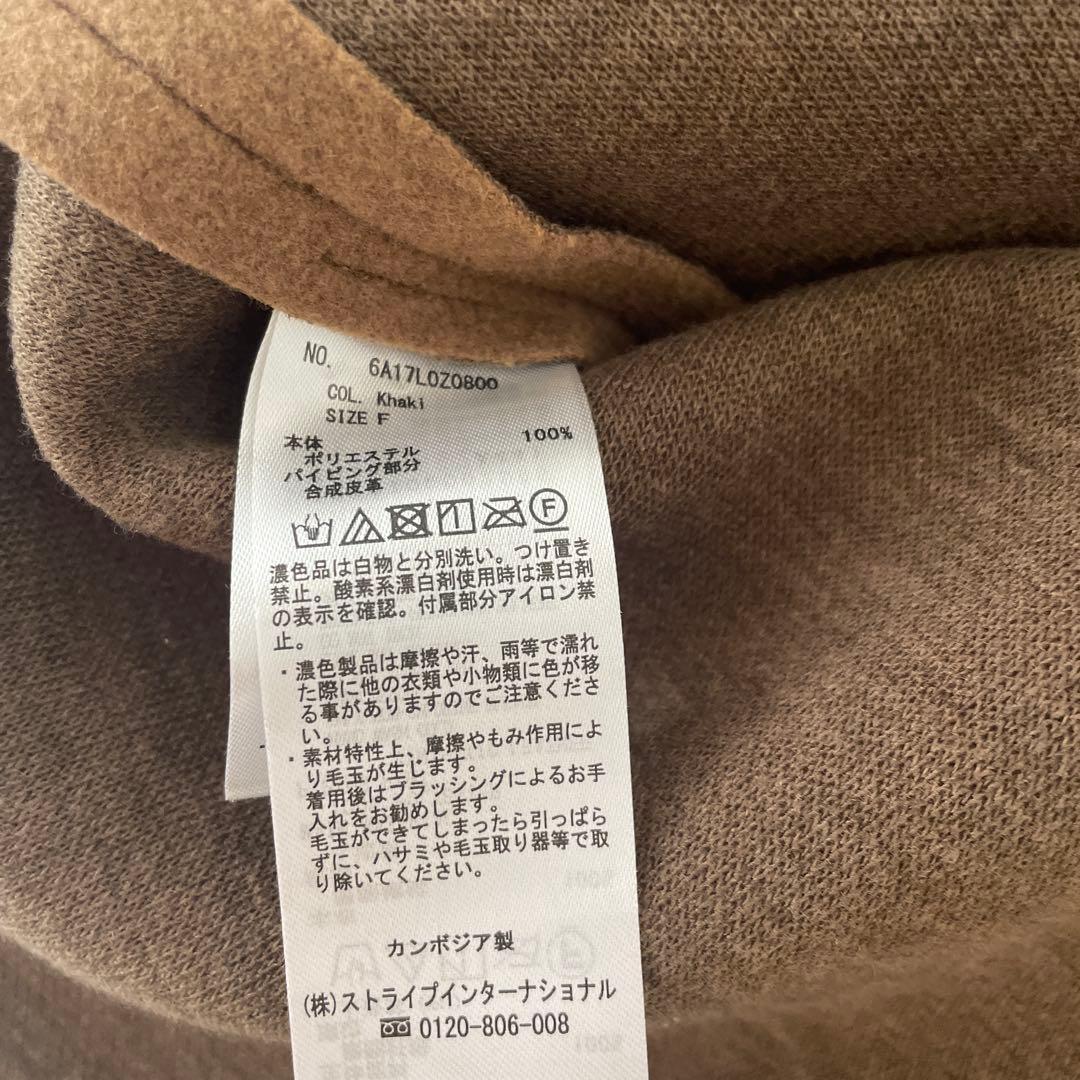 NO. 6A17L0Z0800
COL. Khaki
SIZE F
本体
ポリエステル 100%
パイピング部分
合成皮革
F
濃色品は白物と分別洗い。つけ置き
禁止。酸素系漂白剤使用時は漂白剤
の表示を確認。付属部分アイロン禁
止。
・濃色製品は摩擦や汗、雨等で濡れ
た際に他の衣類や小物類に色が移
る事がありますのでご注意くださ
い。
・素材特性上、摩擦やもみ作用によ
り毛玉が生じます。
着用後はブラッシングによるお手
入れをお勧めします。
毛玉ができてしまったら引っぱら
ずに、ハサミや毛玉取り器等で取
り除いてください。
カンボジア製
(株)ストライプインターナショナル
0120-806-008